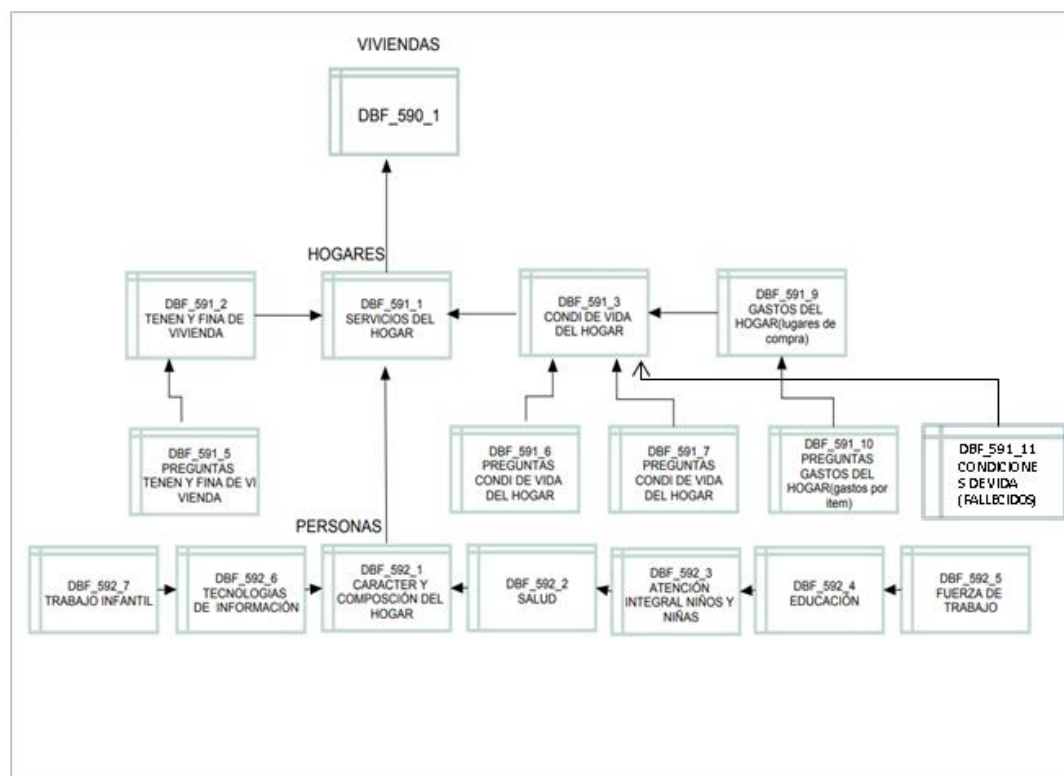 VIVIENDAS
DBF_590_1
HOGARES
DBF_591_2
TENEN Y FINA DE
VIVIENDA
DBF_591_1
SERVICIOS DEL
HOGAR
DBF_591_3
CONDI DE VIDA
DEL HOGAR
DBF_591_9
GASTOS DEL
HOGAR(lugares de
compra)
DBF_591_5
PREGUNTAS
TENEN Y FINA DE VI
VIENDA
DBF_591_6
PREGUNTAS
CONDI DE VIDA
DEL HOGAR
DBF_591_7
PREGUNTAS
CONDI DE VIDA
DEL HOGAR
DBF_591_10
PREGUNTAS
GASTOS DEL
HOGAR(gastos por
item)
DBF_591_11
CONDICIONE
S DE VIDA
(FALLECIDOS)
PERSONAS
DBF_592_7
TRABAJO INFANTIL
DBF_592_6
TECNOLOGÍAS
DE INFORMACIÓN
DBF_592_1
CARACTER Y
COMPOSCIÓN DEL
HOGAR
DBF_592_2
SALUD
DBF_592_3
ATENCIÓN
INTEGRAL NIÑOS Y
NIÑAS
DBF_592_4
EDUCACIÓN
DBF_592_5
FUERZA DE
TRABAJO